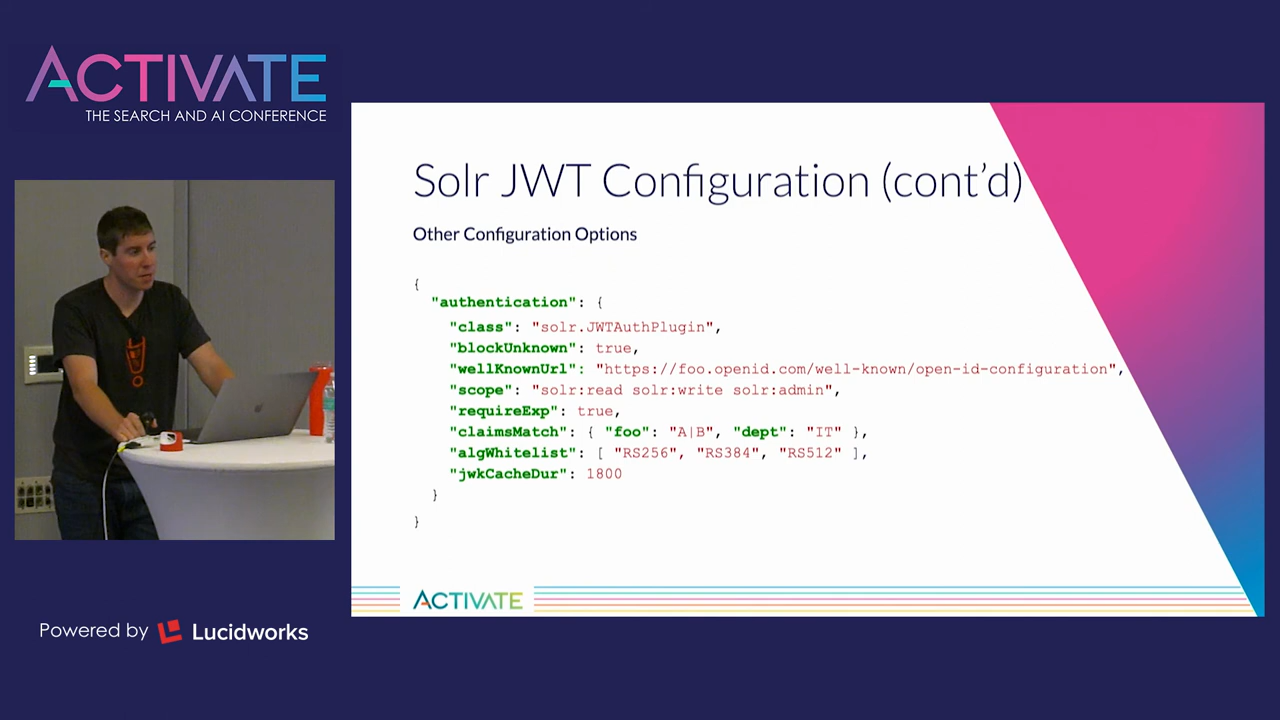 ACTIVATE
THE SEARCH AND AI CONFERENCE
Solr JWT Configuration (cont’d)
Other Configuration Options
{
"authentication": {
"class": "solr.JWTAuthPlugin",
"blockUnknown": true,
"wellKnownUrl": "https://foo.openid.com/well-known/open-id-configuration",
"scope": "solr:read solr:write solr:admin",
"requireExp": true,
"claimsMatch": { "foo": "A|B", "dept": "IT" },
"algWhitelist": [ "RS256", "RS384", "RS512" ],
"jwkCacheDur": 1800
}
}
ACTIVATE
Powered by Lucidworks